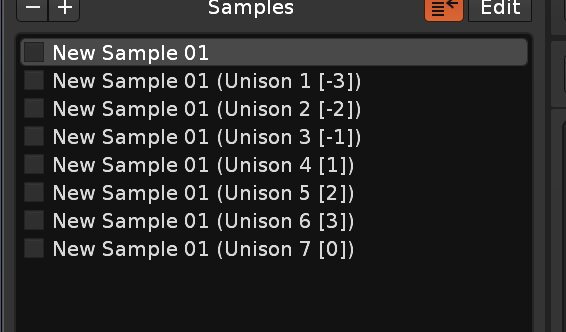 − + Samples Edit
New Sample 01
New Sample 01 (Unison 1 [-3])
New Sample 01 (Unison 2 [-2])
New Sample 01 (Unison 3 [-1])
New Sample 01 (Unison 4 [1])
New Sample 01 (Unison 5 [2])
New Sample 01 (Unison 6 [3])
New Sample 01 (Unison 7 [0])